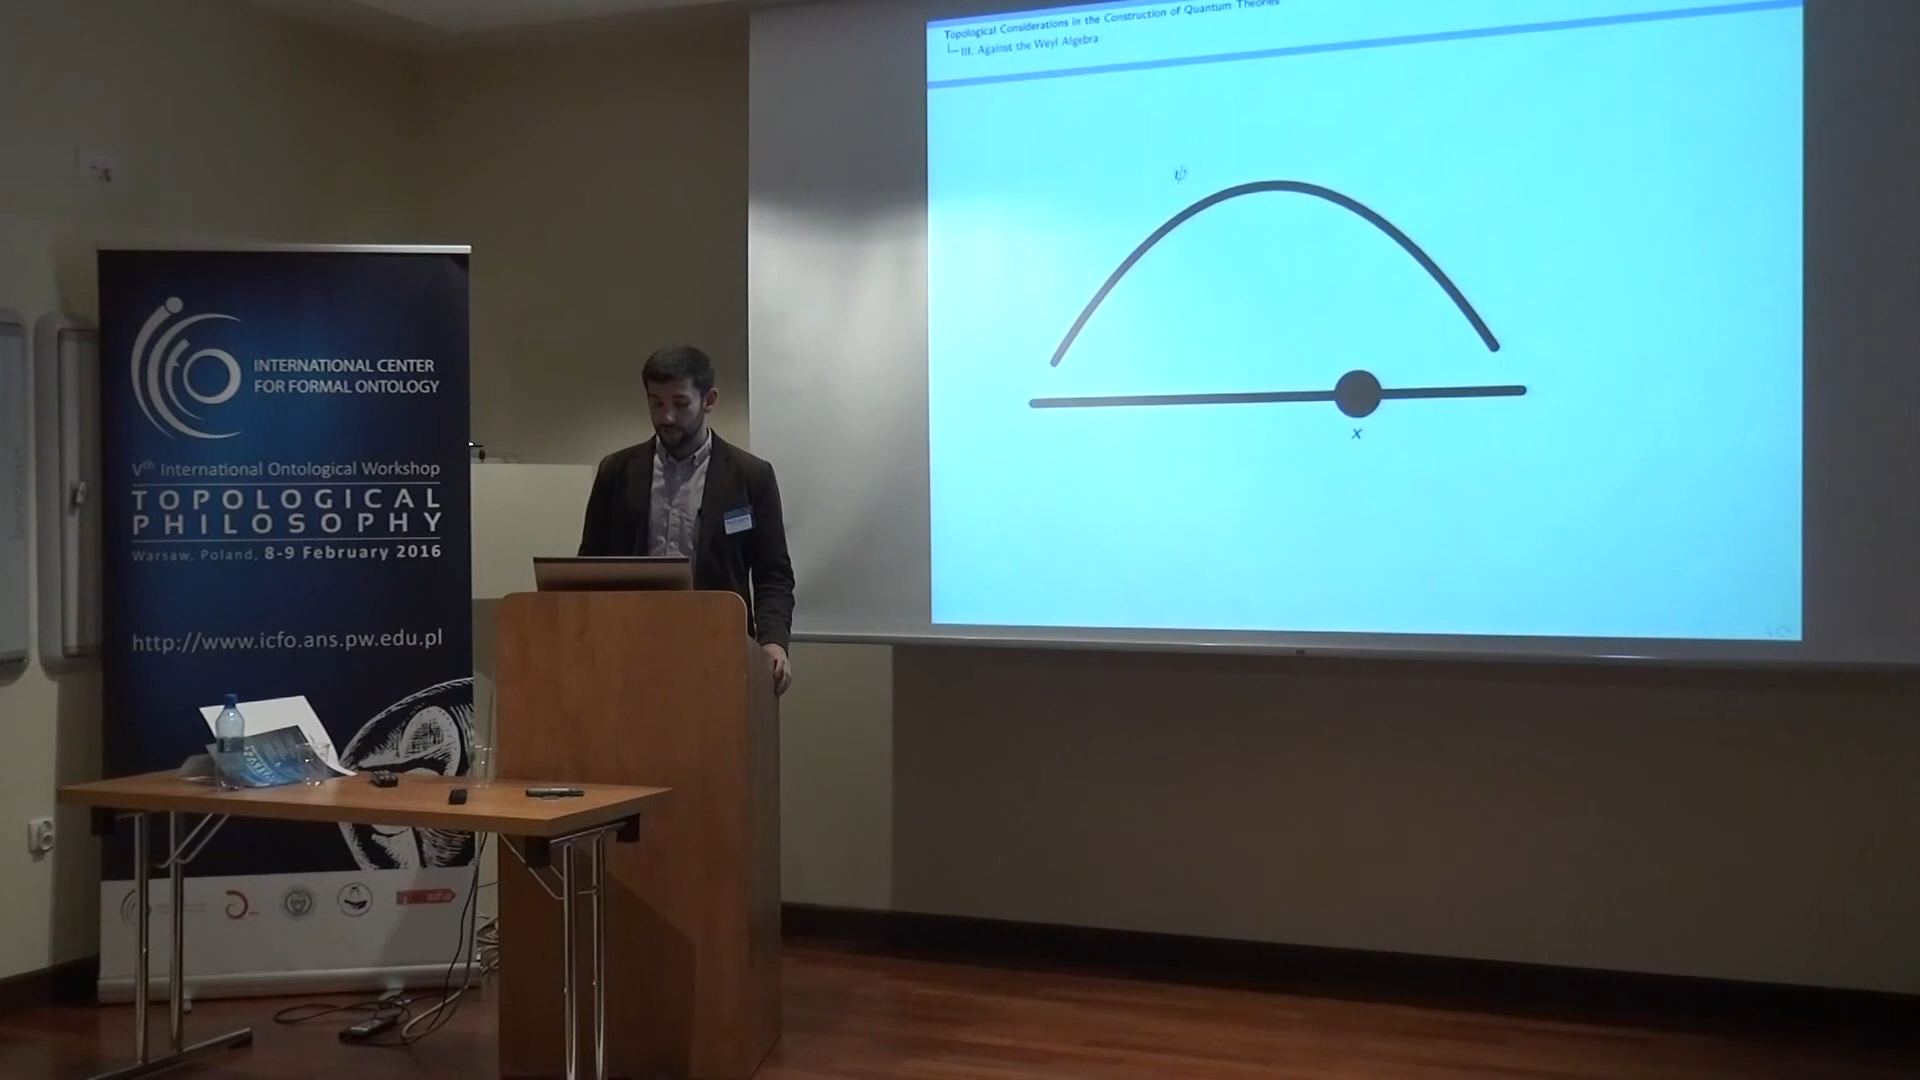 Topological Considerations in the Construction of Quantum Theories
III. Against the Weyl Algebra
ψ
x
INTERNATIONAL CENTER
FOR FORMAL ONTOLOGY
Vth International Ontological Workshop
TOPOLOGICAL
PHILOSOPHY
Warsaw, Poland, 8-9 February 2016
http://www.icfo.ans.pw.edu.pl